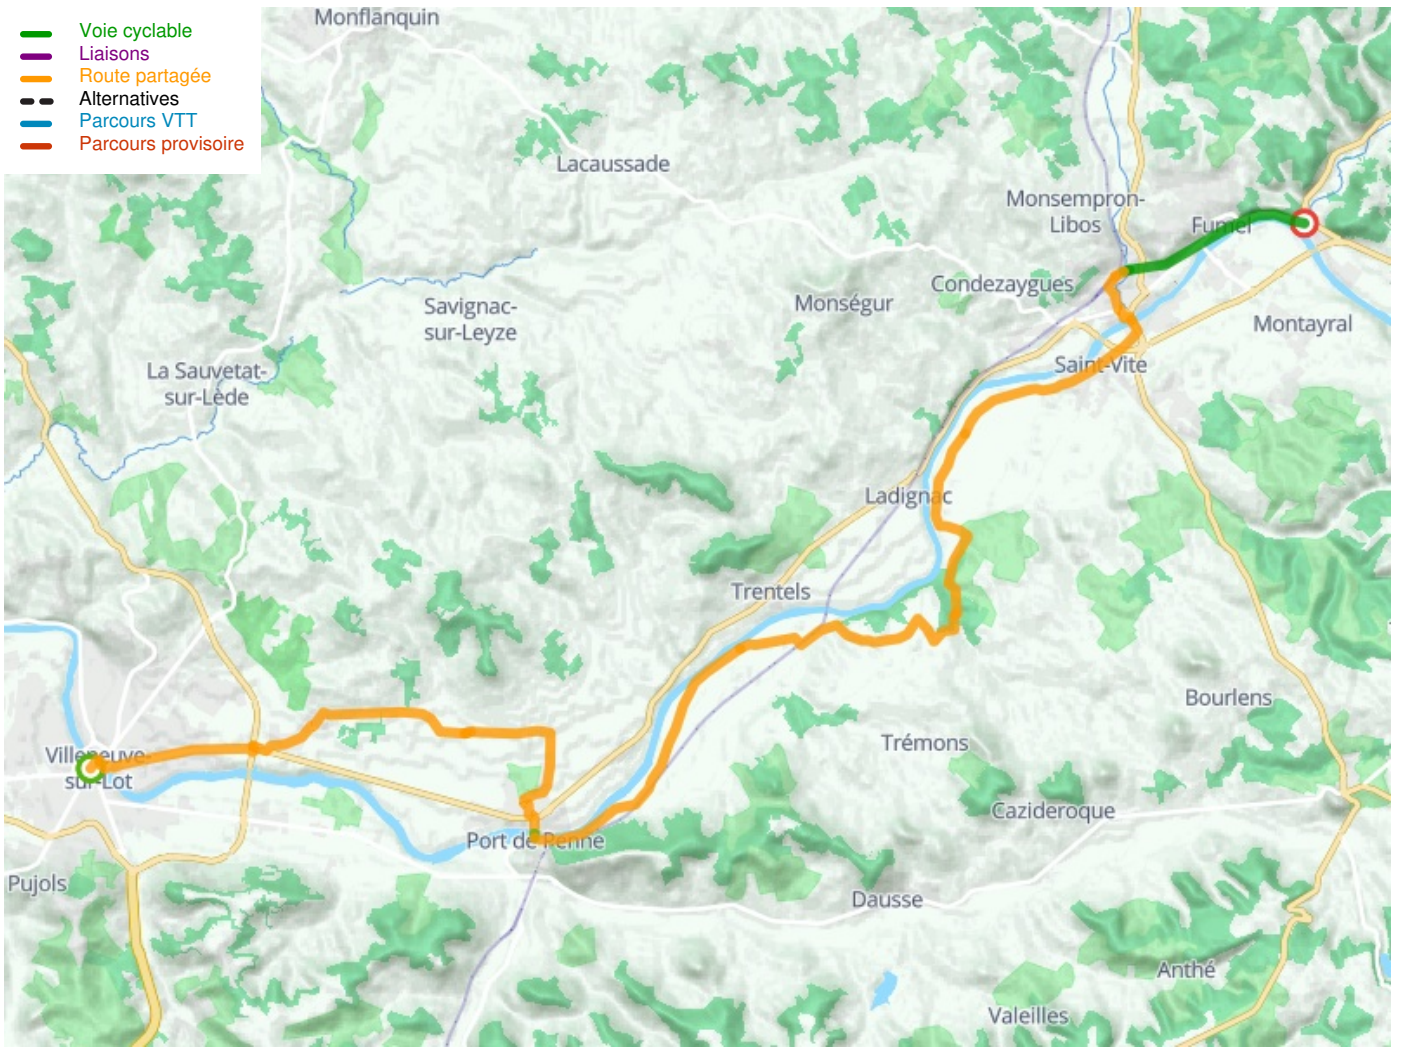 Voie cyclable
Liaisons
Route partagée
Alternatives
Parcours VTT
Parcours provisoire
Monflanquin
Lacaussade
Monsempron-
Libos
Fumel
Condezaygues
Monségur
Savignac-
sur-Leyze
Montayral
La Sauvetat-
sur-Lède
Saint-Vite
Ladignac
Trentels
Bourlens
Trémons
Villeneuve-
sur-Lot
Cazideroque
Port de Penne
Pujols
Dausse
Anthé
Valeilles